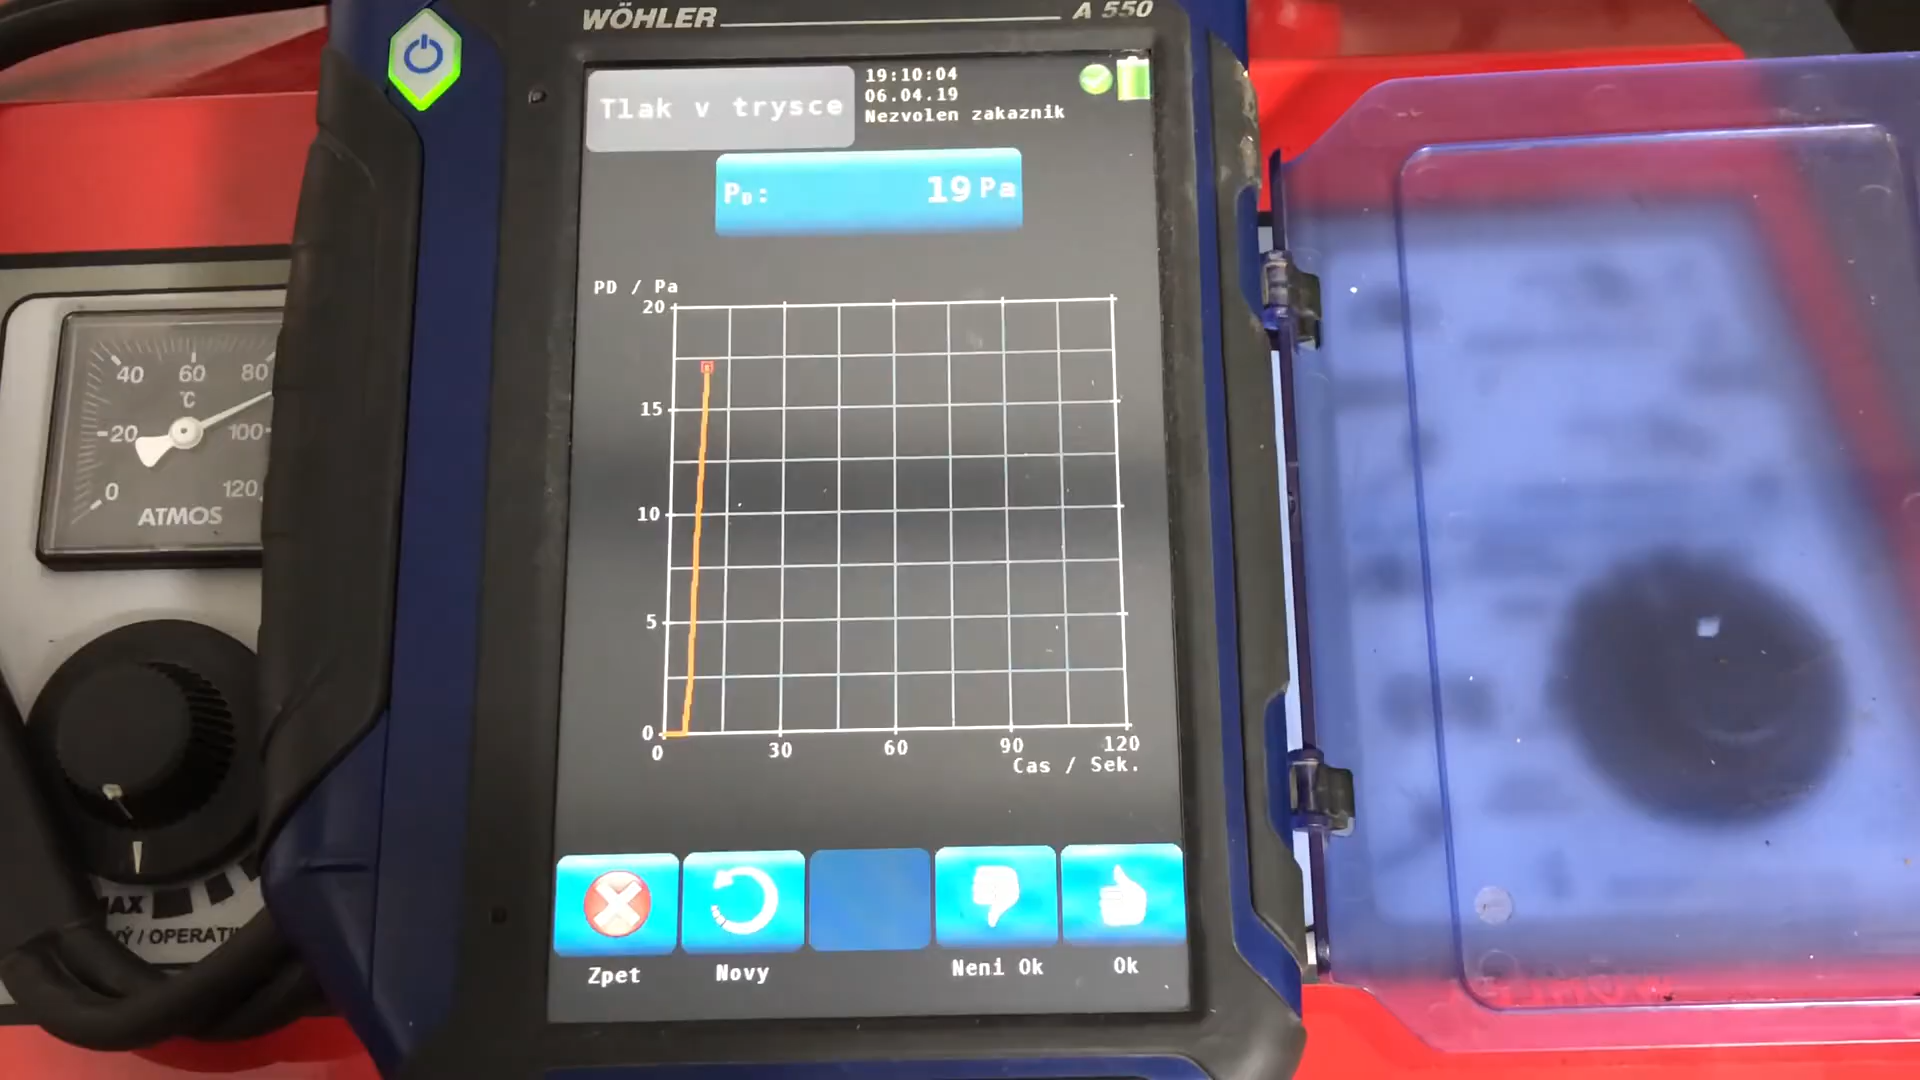 WÖHLER A 550
Tlak v trysce
19:10:04
06.04.19
Nezvolen zakaznik
PD: 19 Pa
PD / Pa
20
15
10
5
0
0 30 60 90 120
Cas / Sek.
Zpet Novy Neni Ok Ok
40 60 80
°C
20 100
0 120
ATMOS